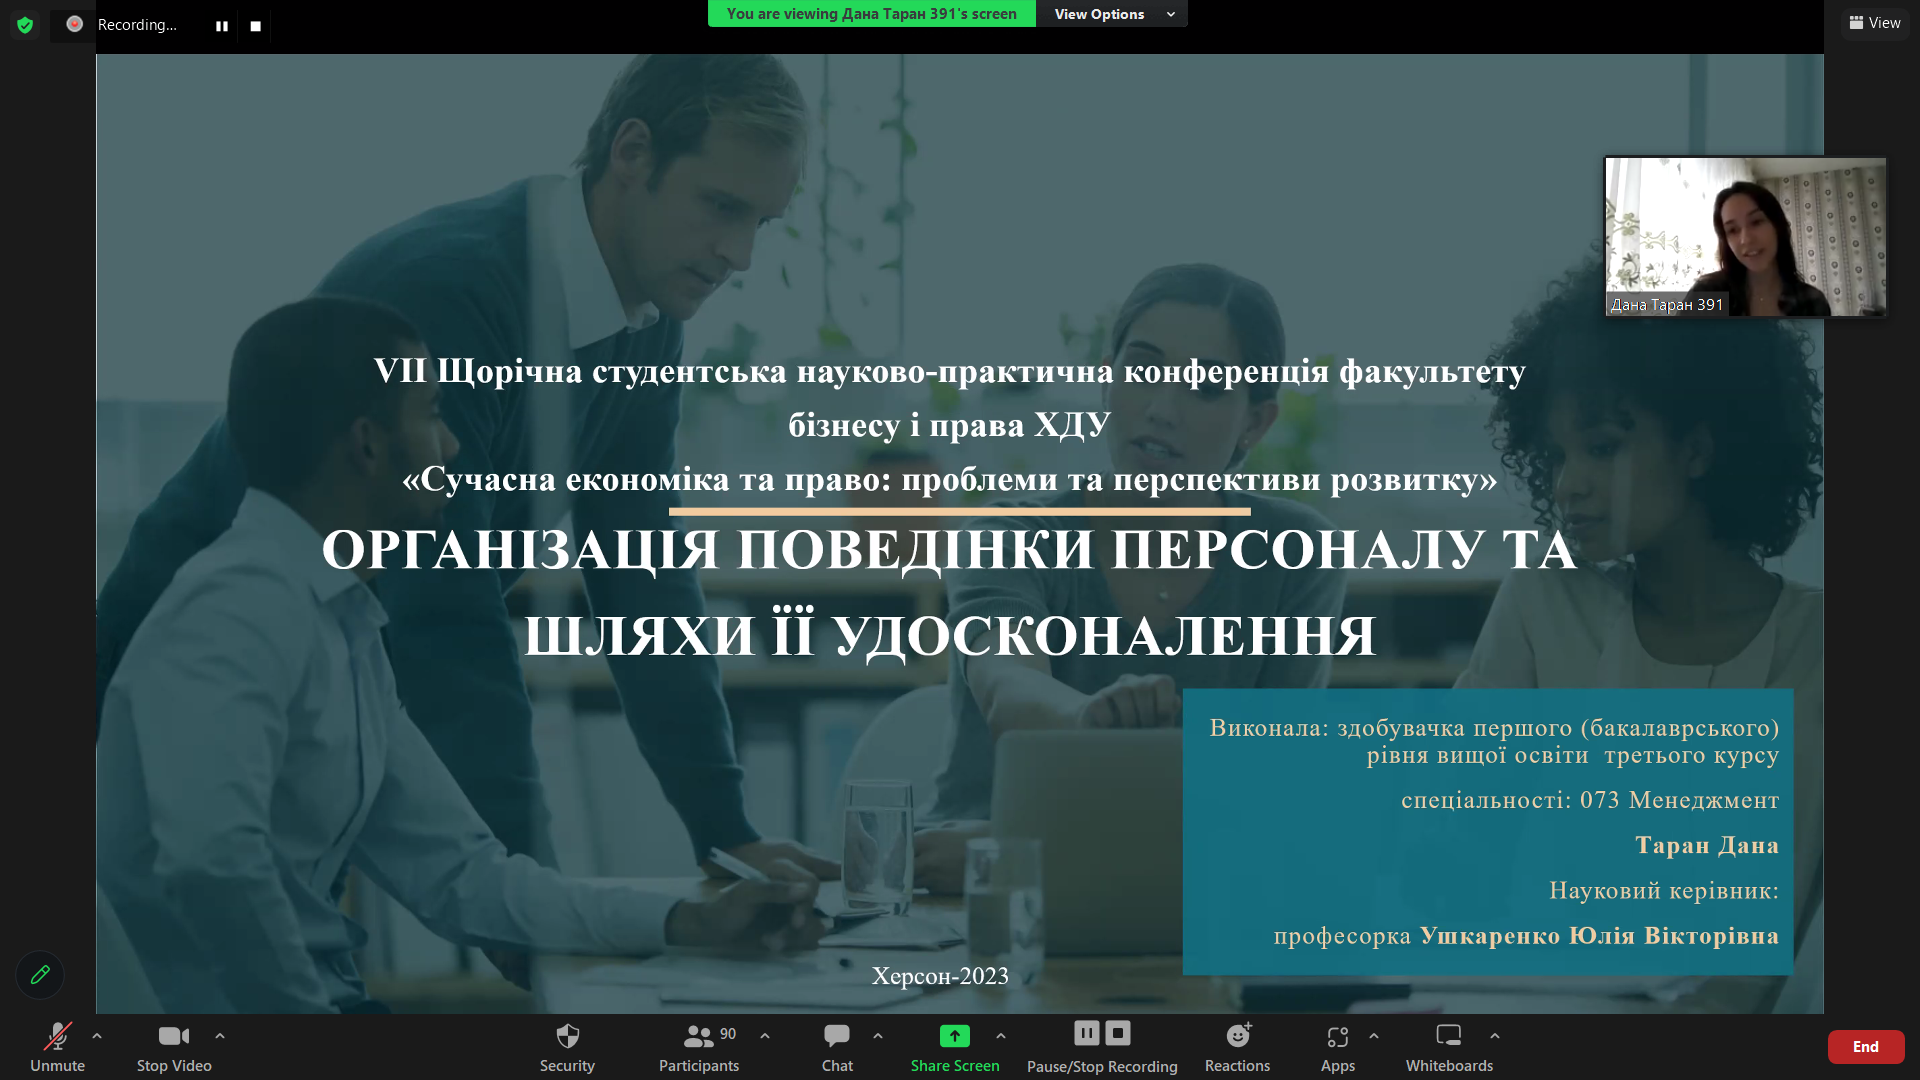 Recording...
You are viewing Дана Таран 391's screen
View Options
View
Дана Таран 391
VII Щорічна студентська науково-практична конференція факультету
бізнесу і права ХДУ
«Сучасна економіка та право: проблеми та перспективи розвитку»
ОРГАНІЗАЦІЯ ПОВЕДІНКИ ПЕРСОНАЛУ ТА
ШЛЯХИ ЇЇ УДОСКОНАЛЕННЯ
Виконала: здобувачка першого (бакалаврського)
рівня вищої освіти третього курсу
спеціальності: 073 Менеджмент
Таран Дана
Науковий керівник:
професорка Ушкаренко Юлія Вікторівна
Херсон-2023
Unmute
Stop Video
Security
90
Participants
Chat
Share Screen
Pause/Stop Recording
Reactions
Apps
Whiteboards
End